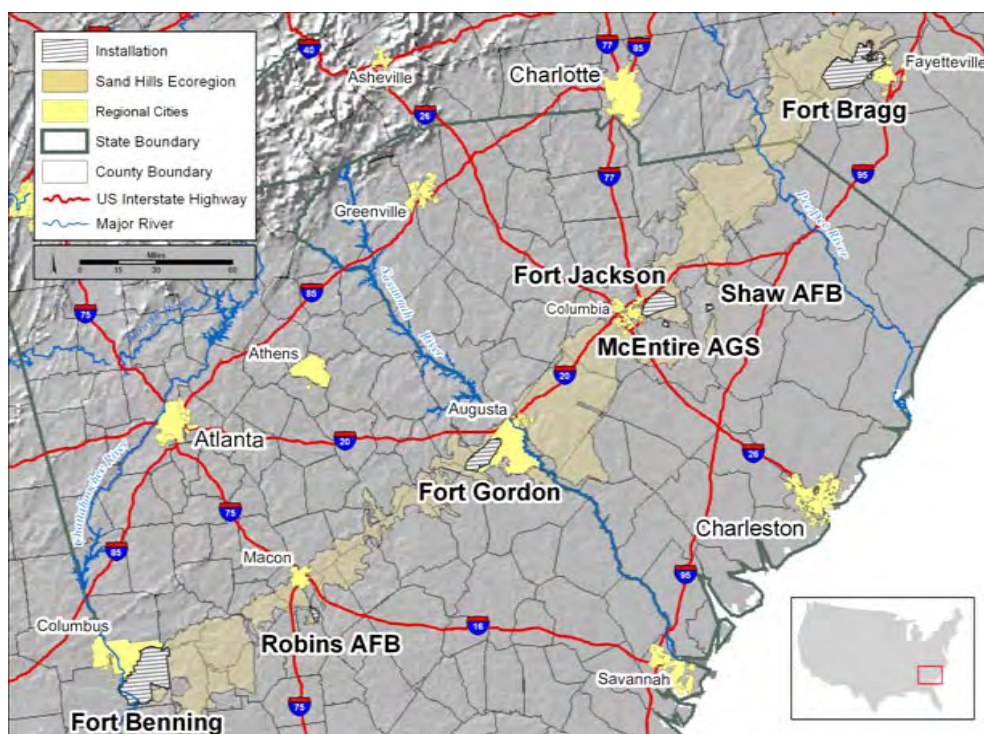 Installation
Sand Hills Ecoregion
Regional Cities
State Boundary
County Boundary
US Interstate Highway
Major River
Miles
0 15 30 60
40
Asheville
77
85
Charlotte
Fayetteville
Fort Bragg
26
77
95
Pee Dee River
Greenville
85
Savannah River
Fort Jackson
Columbia
Shaw AFB
McEntire AGS
75
Athens
20
Augusta
Atlanta
20
Fort Gordon
26
Charleston
Chattahoochee River
85
75
Macon
95
Columbus
Robins AFB
16
Savannah
75
Fort Benning